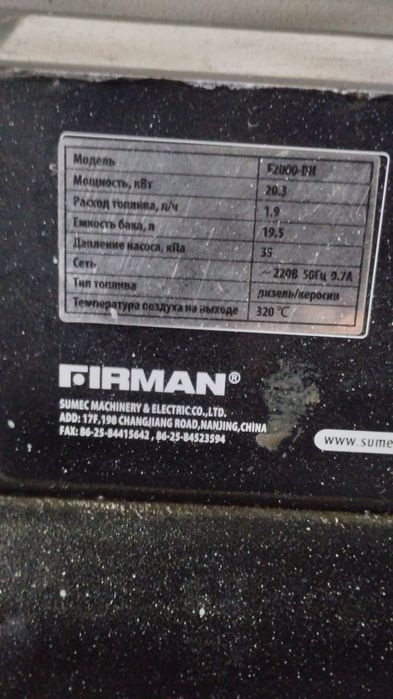 Модель F2000-DH
Мощность, кВт 20.3
Расход топлива, л/ч 1.9
Емкость бака, л 19.5
Давление насоса, кПа 35
Сеть ~ 220В 50Гц 0.7А
Тип топлива дизель/керосин
Температура воздуха на выходе 320 °C
FIRMAN®
SUMEC MACHINERY & ELECTRIC CO., LTD.
ADD: 17F, 198 CHANGJIANG ROAD, NANJING, CHINA
FAX: 86-25-84415642 , 86-25-84523594
www.sume